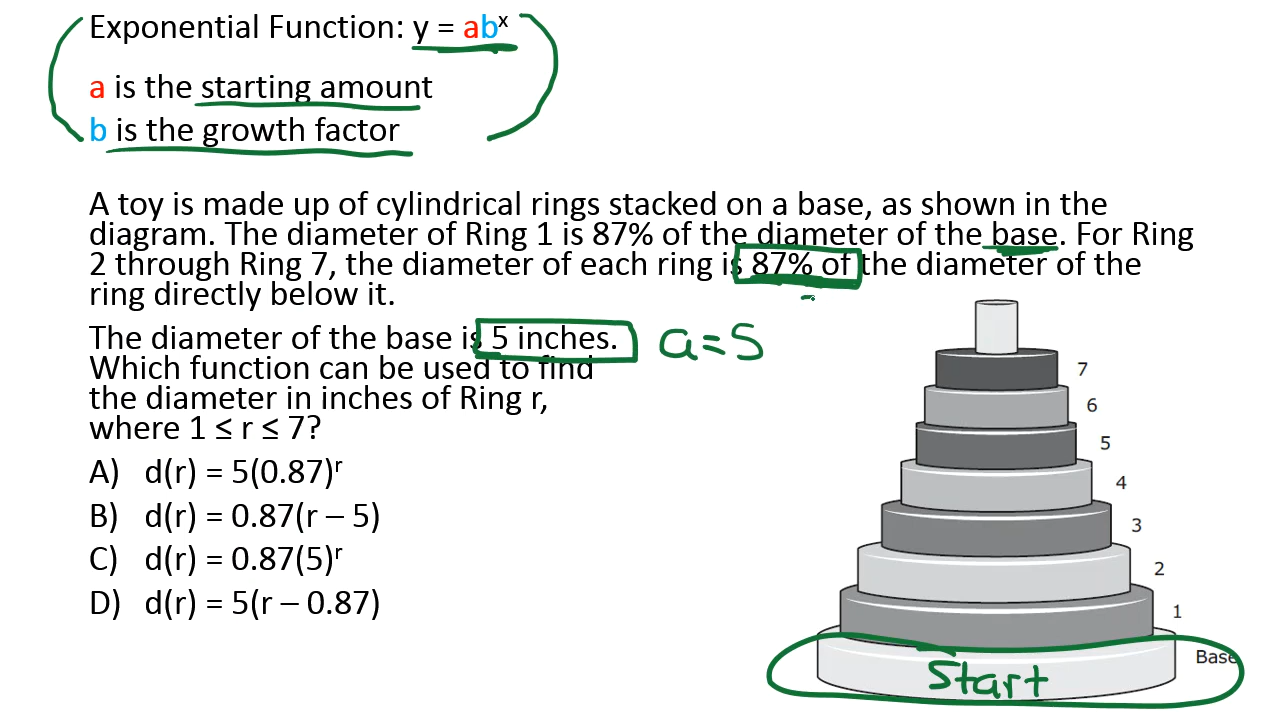 Exponential Function: y = abˣ
a is the starting amount
b is the growth factor
A toy is made up of cylindrical rings stacked on a base, as shown in the
diagram. The diameter of Ring 1 is 87% of the diameter of the base. For Ring
2 through Ring 7, the diameter of each ring is 87% of the diameter of the
ring directly below it.
The diameter of the base is 5 inches. a=5
Which function can be used to find
the diameter in inches of Ring r,
where 1 ≤ r ≤ 7?
A) d(r) = 5(0.87)ʳ
B) d(r) = 0.87(r – 5)
C) d(r) = 0.87(5)ʳ
D) d(r) = 5(r – 0.87)
7
6
5
4
3
2
1
Base
Start